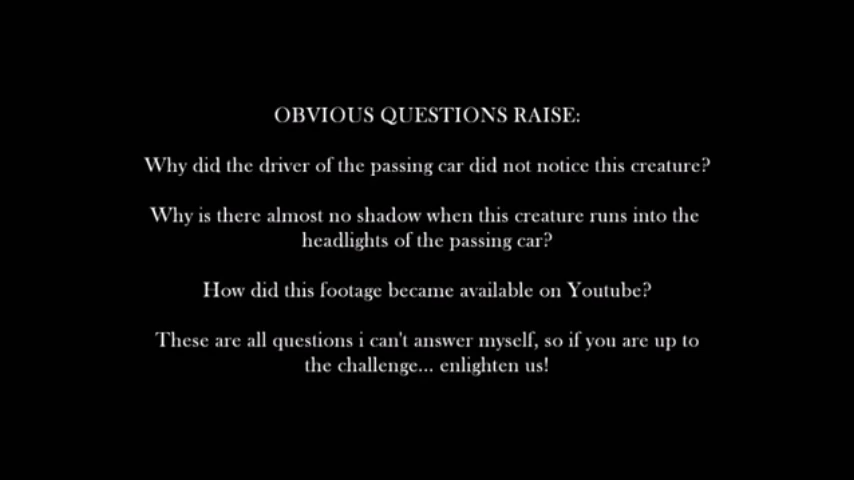 OBVIOUS QUESTIONS RAISE:
Why did the driver of the passing car did not notice this creature?
Why is there almost no shadow when this creature runs into the
headlights of the passing car?
How did this footage became available on Youtube?
These are all questions i can't answer myself, so if you are up to
the challenge... enlighten us!